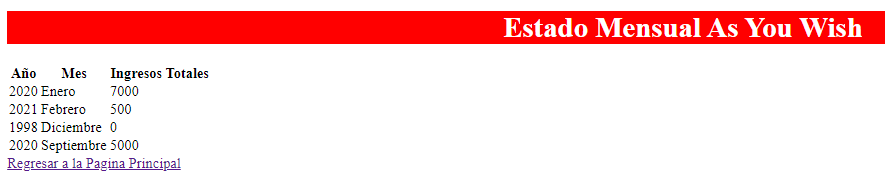 Estado Mensual As You Wish
Año Mes Ingresos Totales
2020 Enero 7000
2021 Febrero 500
1998 Diciembre 0
2020 Septiembre 5000
Regresar a la Pagina Principal